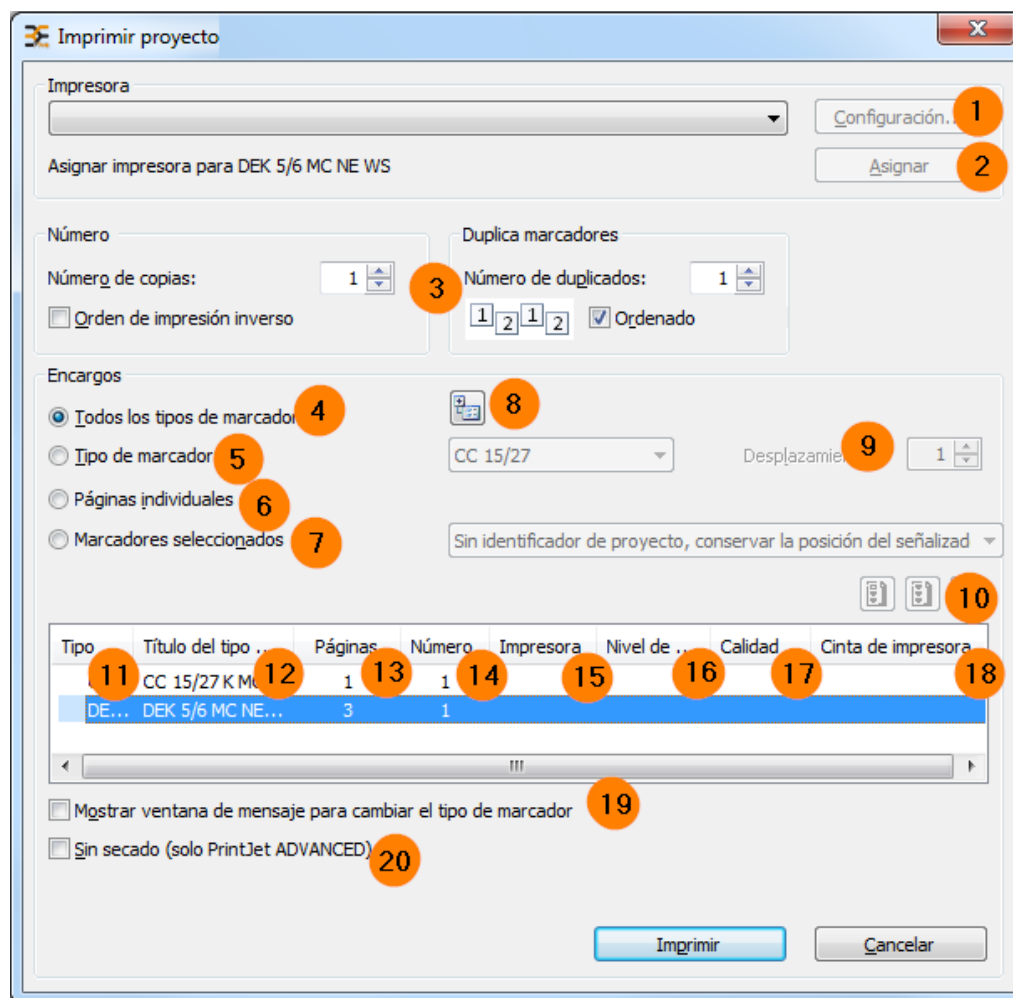 Imprimir proyecto
Impresora
Configuración.. 1
Asignar impresora para DEK 5/6 MC NE WS
Asignar 2
Número
Duplica marcadores
Número de copias: 1
3
Número de duplicados: 1
Orden de impresión inverso
1 2 1 2
Ordenado
Encargos
Todos los tipos de marcador 4
8
Tipo de marcador 5
CC 15/27
9
1
Páginas individuales 6
Marcadores seleccionados 7
Sin identificador de proyecto, conservar la posición del señalizad
10
Tipo Título del tipo .. Páginas Número Impresora Nivel de .. Calidad Cinta de impresora
11 12 13 14 15 16 17 18
CC 15/27 K 1 1
DE... DEK 5/6 MC NE... 3 1
Mostrar ventana de mensaje para cambiar el tipo de marcador 19
Sin secado (solo PrintJet ADVANCED) 20
Imprimir
Cancelar